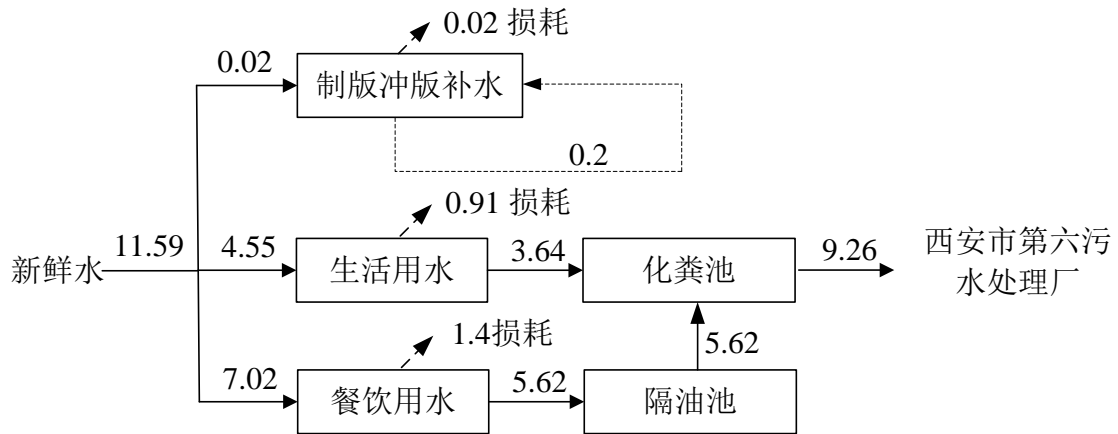 0.02 损耗
0.02
制版冲版补水
0.2
0.91 损耗
新鲜水
11.59
4.55
生活用水
3.64
化粪池
9.26
西安市第六污
水处理厂
1.4损耗
5.62
7.02
餐饮用水
5.62
隔油池